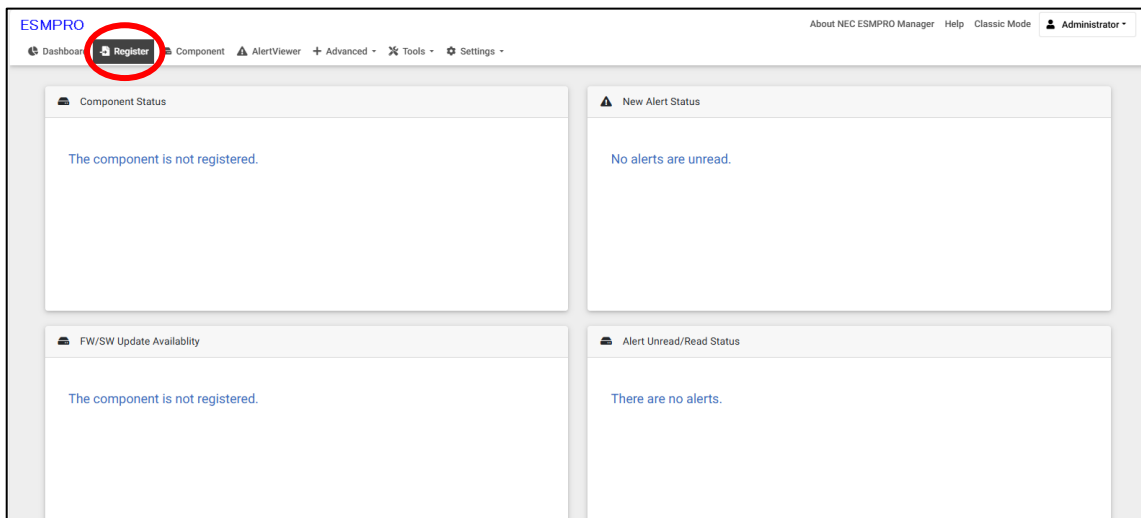 ESMPRO
About NEC ESMPRO Manager Help Classic Mode Administrator
Dashboard Register Component AlertViewer Advanced Tools Settings
Component Status
New Alert Status
The component is not registered.
No alerts are unread.
FW/SW Update Availablity
Alert Unread/Read Status
The component is not registered.
There are no alerts.